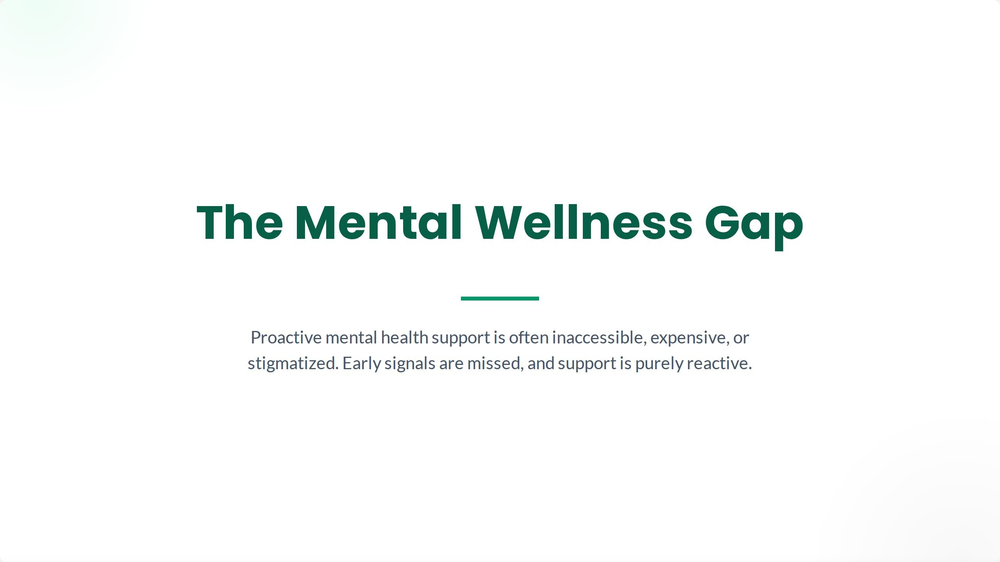 The Mental Wellness Gap
Proactive mental health support is often inaccessible, expensive, or
stigmatized. Early signals are missed, and support is purely reactive.